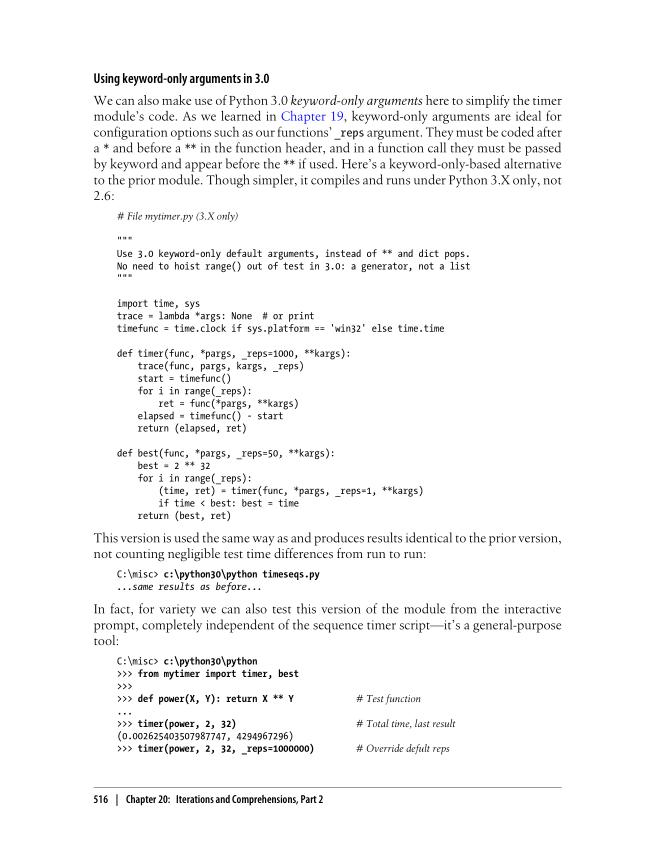 Using keyword-only arguments in 3.0
We can also make use of Python 3.0 keyword-only arguments here to simplify the timer
module's code. As we learned in Chapter 19, keyword-only arguments are ideal for
configuration options such as our functions' _reps argument. They must be coded after
a * and before a ** in the function header, and in a function call they must be passed
by keyword and appear before the ** if used. Here's a keyword-only-based alternative
to the prior module. Though simpler, it compiles and runs under Python 3.X only, not
2.6:
# File mytimer.py (3.X only)
"""
Use 3.0 keyword-only default arguments, instead of ** and dict pops.
No need to hoist range() out of test in 3.0: a generator, not a list
"""
import time, sys
trace = lambda *args: None # or print
timefunc = time.clock if sys.platform == 'win32' else time.time
def timer(func, *pargs, _reps=1000, **kargs):
    trace(func, pargs, kargs, _reps)
    start = timefunc()
    for i in range(_reps):
        ret = func(*pargs, **kargs)
    elapsed = timefunc() - start
    return (elapsed, ret)
def best(func, *pargs, _reps=50, **kargs):
    best = 2 ** 32
    for i in range(_reps):
        (time, ret) = timer(func, *pargs, _reps=1, **kargs)
        if time < best: best = time
    return (best, ret)
This version is used the same way as and produces results identical to the prior version,
not counting negligible test time differences from run to run:
C:\misc> c:\python30\python timeseqs.py
...same results as before...
In fact, for variety we can also test this version of the module from the interactive
prompt, completely independent of the sequence timer script—it's a general-purpose
tool:
C:\misc> c:\python30\python
>>> from mytimer import timer, best
>>>
>>> def power(X, Y): return X ** Y # Test function
...
>>> timer(power, 2, 32) # Total time, last result
(0.002625403507987747, 4294967296)
>>> timer(power, 2, 32, _reps=1000000) # Override defult reps
516 | Chapter 20: Iterations and Comprehensions, Part 2